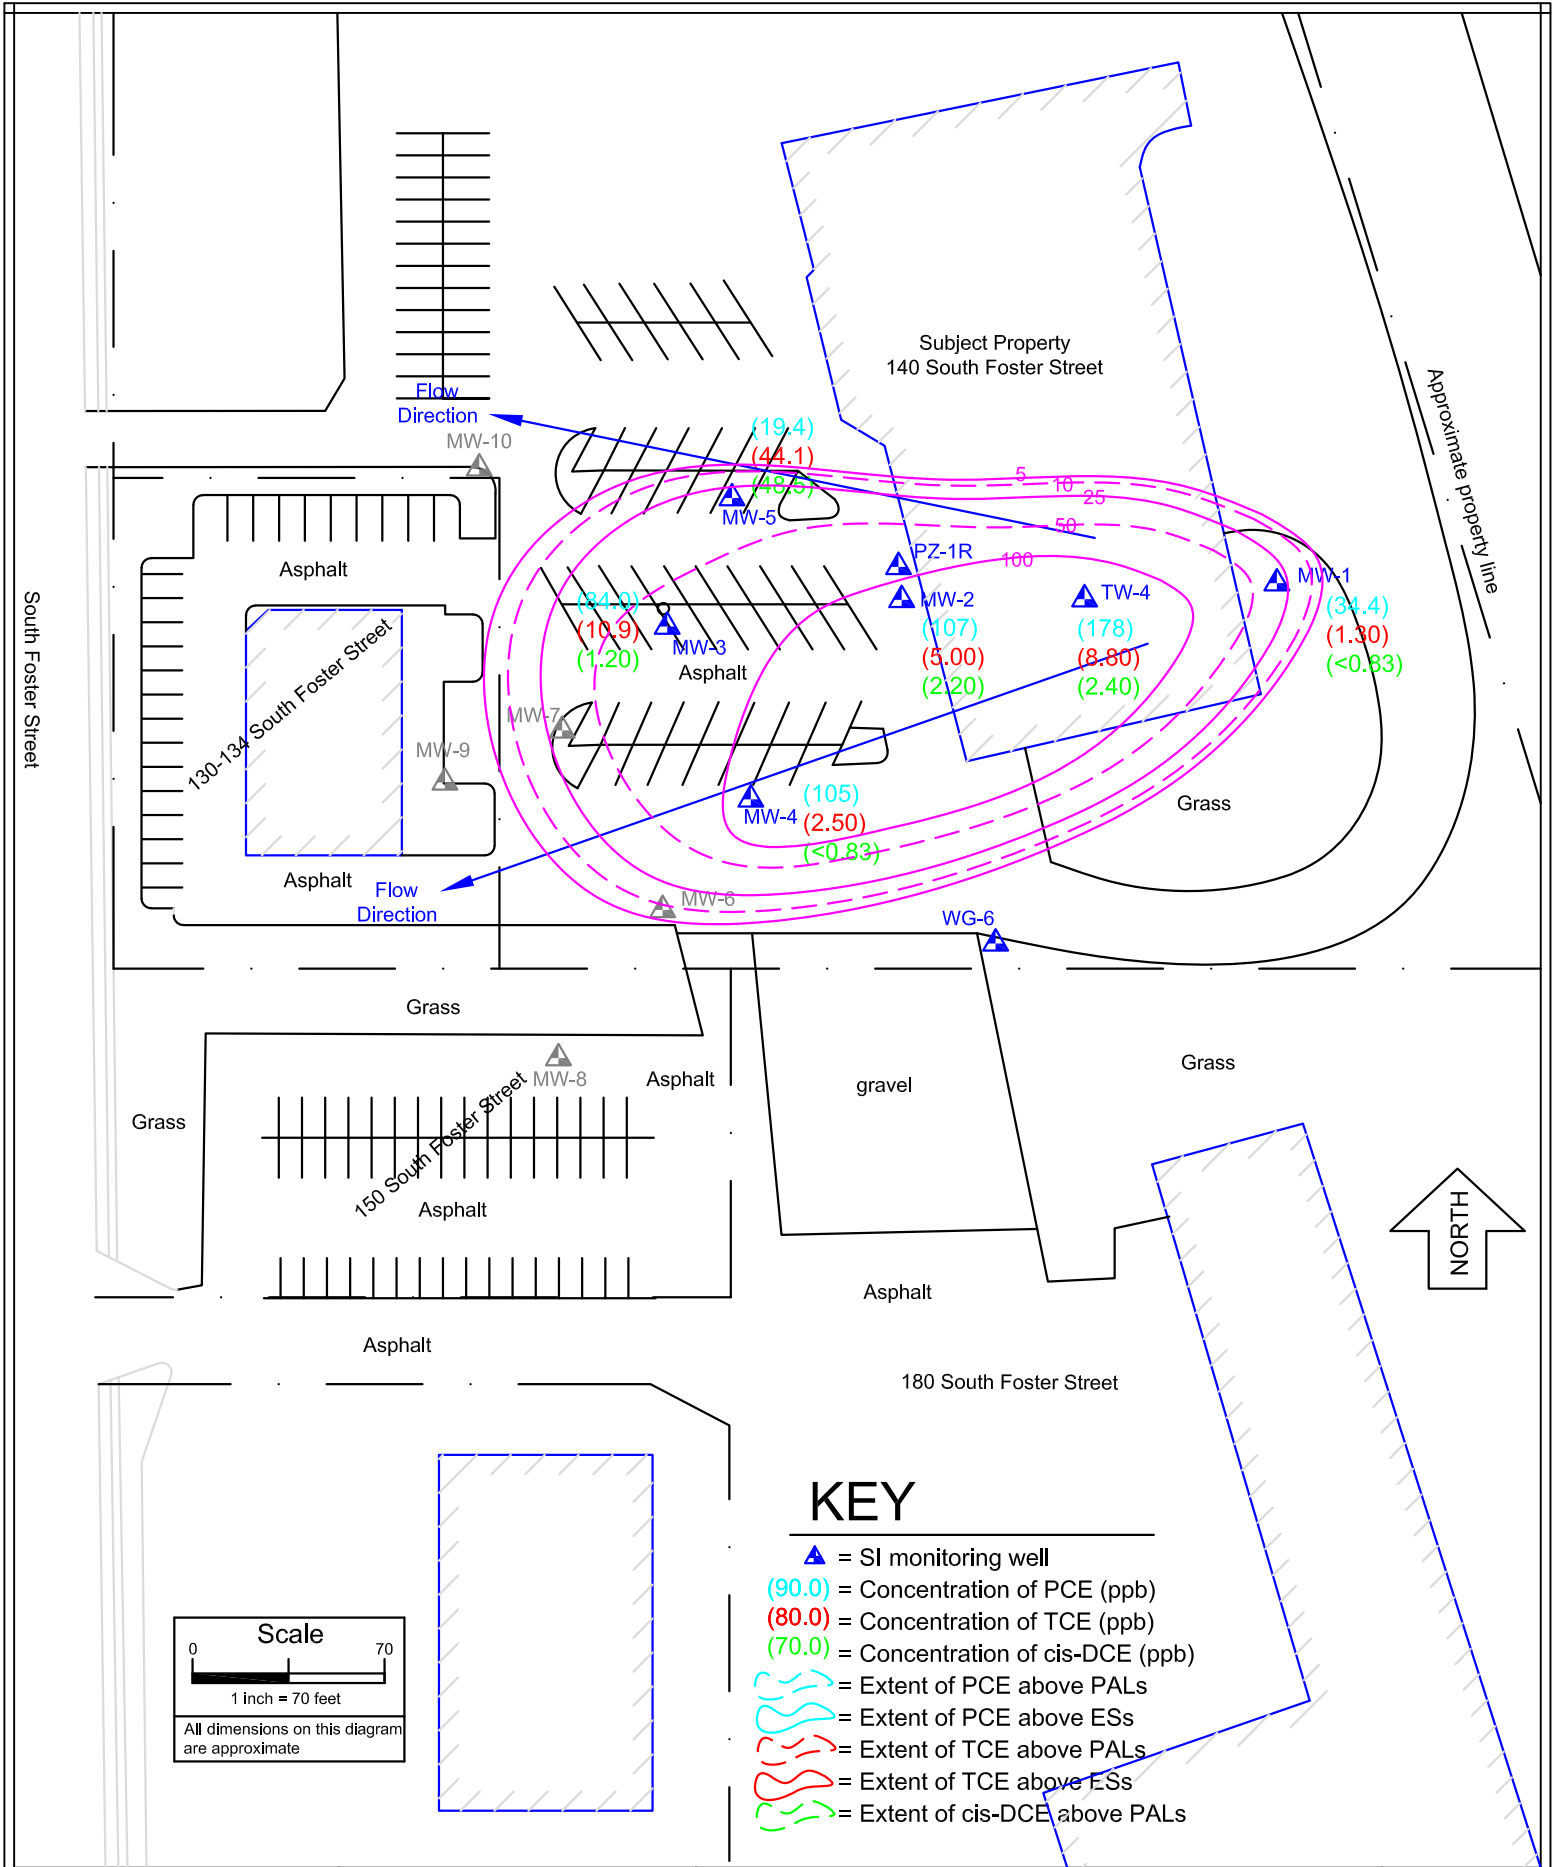 Subject Property
140 South Foster Street
Approximate property line
Flow
Direction
MW-10
(19.4)
(44.1)
(48.5)
MW-5
5
10
25
50
100
PZ-1R
MW-2
(107)
(5.00)
(2.20)
TW-4
(178)
(8.80)
(2.40)
MW-1
(34.4)
(1.30)
(<0.83)
Asphalt
(84.0)
(10.9)
(1.20)
MW-3
Asphalt
South Foster Street
130-134 South Foster Street
MW-7
MW-9
MW-4
(105)
(2.50)
(<0.83)
Grass
Asphalt
Flow
Direction
MW-6
WG-6
Grass
MW-8
Asphalt
gravel
Grass
Grass
150 South Foster Street
Asphalt
NORTH
Asphalt
Asphalt
180 South Foster Street
KEY
= SI monitoring well
(90.0) = Concentration of PCE (ppb)
(80.0) = Concentration of TCE (ppb)
(70.0) = Concentration of cis-DCE (ppb)
= Extent of PCE above PALs
= Extent of PCE above ESs
= Extent of TCE above PALs
= Extent of TCE above ESs
= Extent of cis-DCE above PALs
Scale
0 70
1 inch = 70 feet
All dimensions on this diagram
are approximate